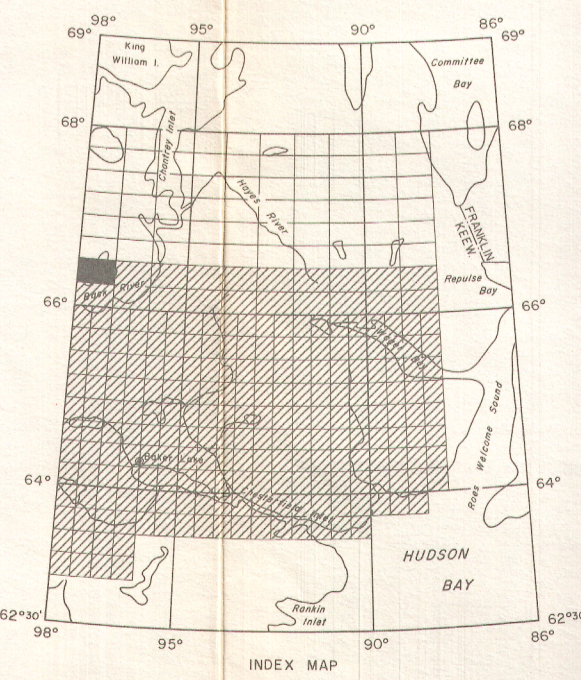 98° 95° 90° 86°
69° 69°
King
William I.
Committee
Bay
68° 68°
Chantrey Inlet
Hayes River
FRANKLIN
KEEW.
Repulse
Bay
Back River
66° 66°
Roes Welcome Sound
Baker Lake
Chesterfield Inlet
64° 64°
HUDSON
BAY
Rankin
Inlet
62°30' 62°30'
98° 95° 90° 86°
INDEX MAP